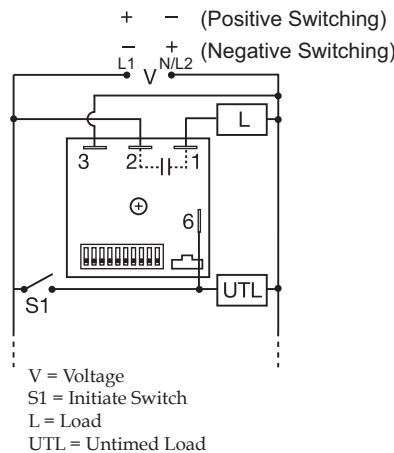 + − (Positive Switching)
− + (Negative Switching)
L1 V N/L2
L
3 2 1
6
UTL
S1
V = Voltage
S1 = Initiate Switch
L = Load
UTL = Untimed Load